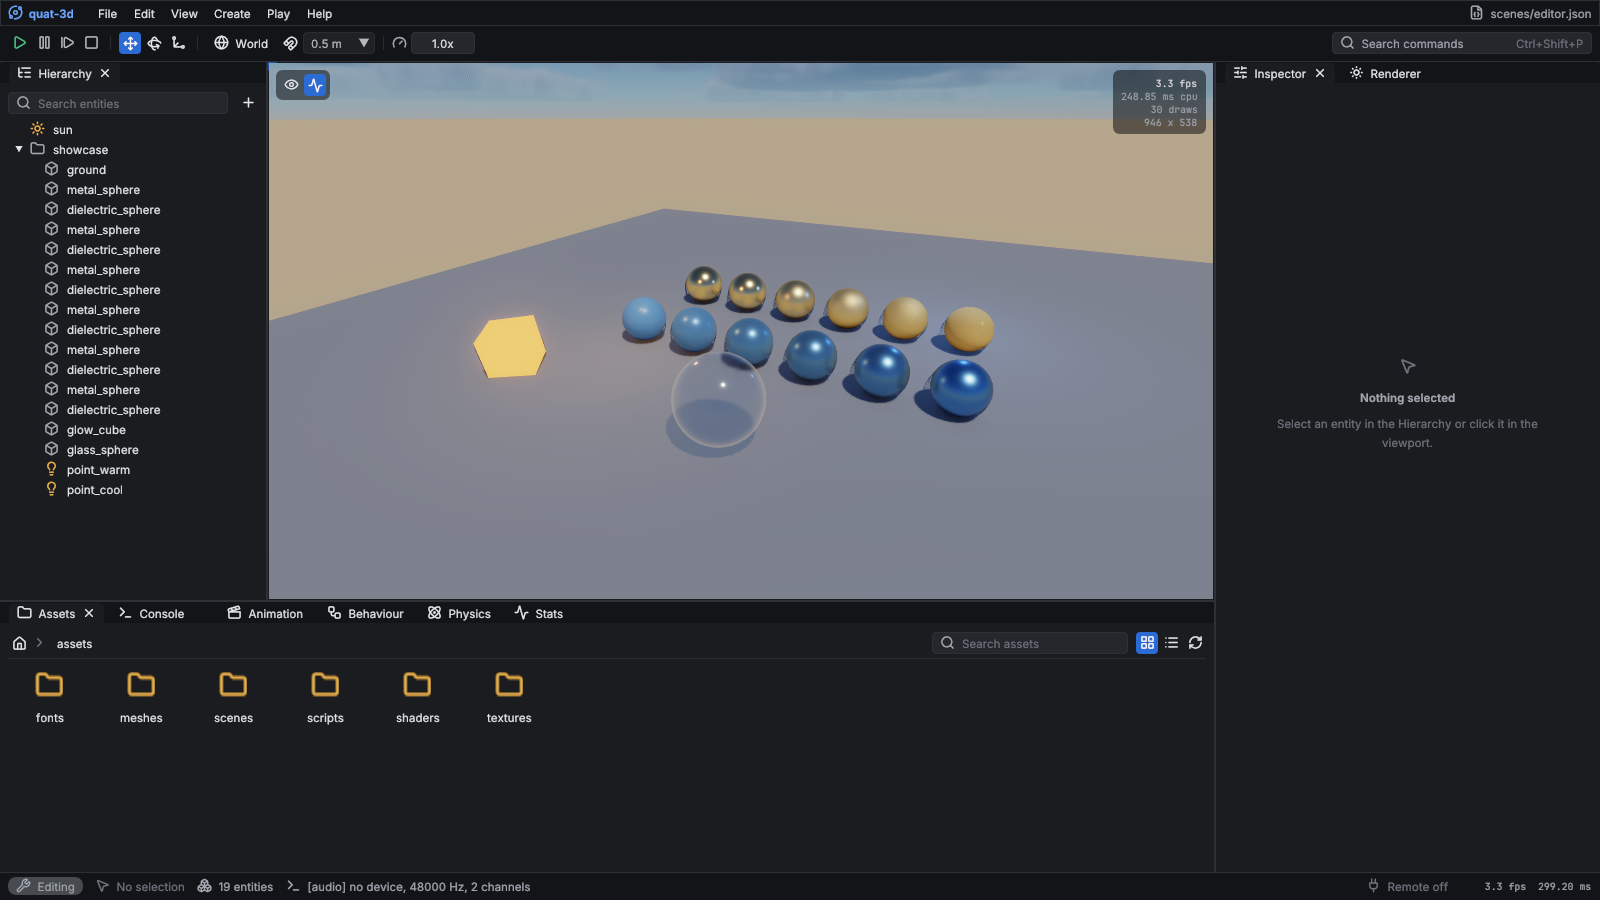 quat-3d File Edit View Create Play Help scenes/editor.json
World 0.5 m 1.0x Search commands Ctrl+Shift+P
Hierarchy
Search entities
sun
showcase
ground
metal_sphere
dielectric_sphere
metal_sphere
dielectric_sphere
metal_sphere
dielectric_sphere
metal_sphere
dielectric_sphere
metal_sphere
dielectric_sphere
metal_sphere
dielectric_sphere
glow_cube
glass_sphere
point_warm
point_cool
3.3 fps
248.85 ms cpu
30 draws
946 x 538
Inspector Renderer
Nothing selected
Select an entity in the Hierarchy or click it in the
viewport.
Assets Console Animation Behaviour Physics Stats
assets Search assets
fonts meshes scenes scripts shaders textures
Editing No selection 19 entities [audio] no device, 48000 Hz, 2 channels Remote off 3.3 fps 299.20 ms